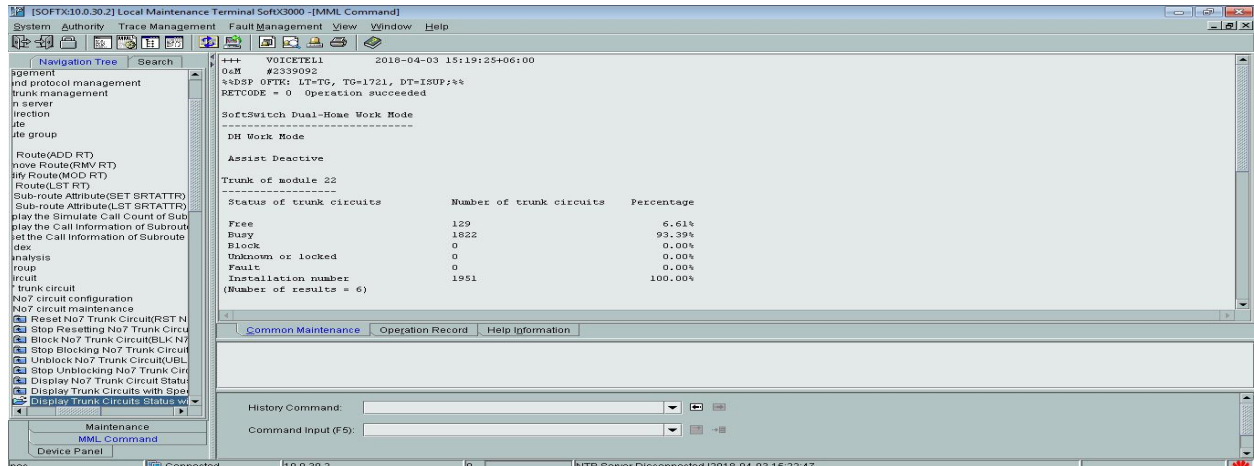 [SOFTX:10.0.30.2] Local Maintenance Terminal SoftX3000 -[MML Command]
System Authority Trace Management Fault Management View Window Help
Navigation Tree Search
agement
nd protocol management
trunk management
n server
irection
ute
ute group
Route(ADD RT)
nove Route(RMV RT)
dify Route(MOD RT)
Route(LST RT)
Sub-route Attribute(SET SRTATTR)
Sub-route Attribute(LST SRTATTR)
play the Simulate Call Count of Sub
play the Call Information of Subroute
set the Call Information of Subroute
dex
analysis
roup
ircuit
trunk circuit
No7 circuit configuration
No7 circuit maintenance
Reset No7 Trunk Circuit(RST N
Stop Resetting No7 Trunk Circu
Block No7 Trunk Circuit(BLK N7
Stop Blocking No7 Trunk Circuit
Unblock No7 Trunk Circuit(UBL
Stop Unblocking No7 Trunk Circ
Display No7 Trunk Circuit Statu
Display Trunk Circuits with Spe
Display Trunk Circuits Status wi
Maintenance
MML Command
Device Panel
+++ VOICETEL1 2018-04-03 15:19:25+06:00
O&M #2339092
%%DSP OFTK: LT=TG, TG=1721, DT=ISUP;%%
RETCODE = 0 Operation succeeded
SoftSwitch Dual-Home Work Mode
------------------------------
DH Work Mode
Assist Deactive
Trunk of module 22
------------------
Status of trunk circuits Number of trunk circuits Percentage
Free 129 6.61%
Busy 1822 93.39%
Block 0 0.00%
Unknown or locked 0 0.00%
Fault 0 0.00%
Installation number 1951 100.00%
(Number of results = 6)
Common Maintenance Operation Record Help Information
History Command:
Command Input (F5):
Connected 10.0.30.2 0 NTP Server Disconnected !2018-04-03 15:22:47